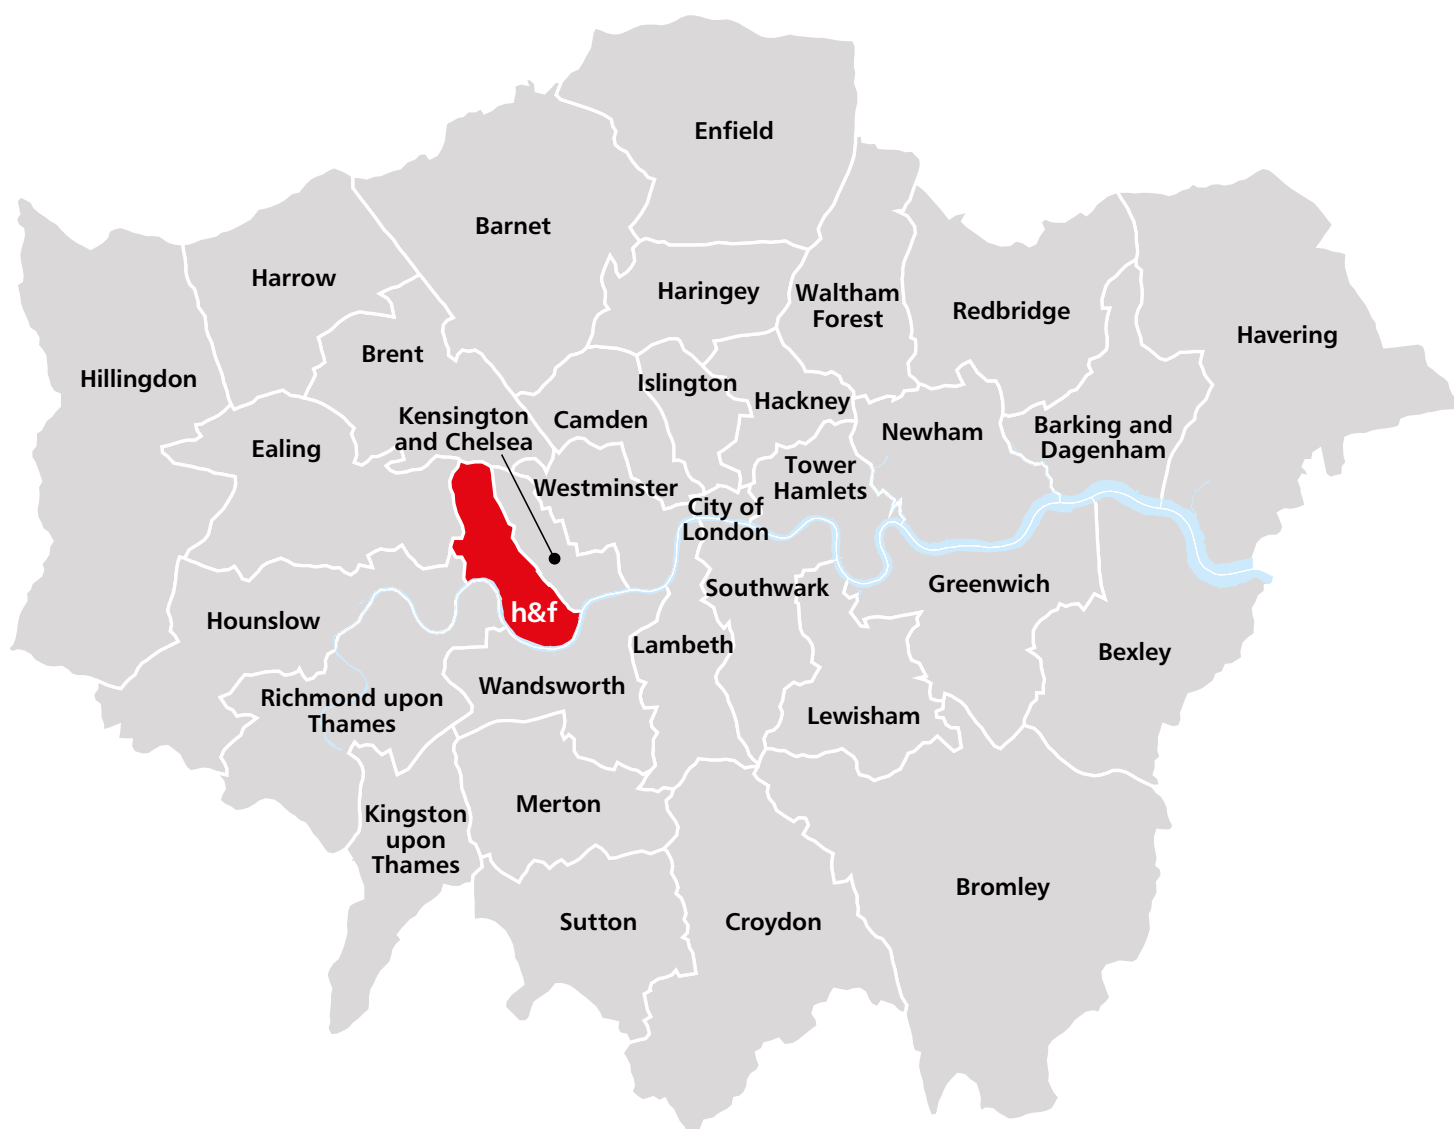 Enfield
Barnet
Harrow
Haringey
Waltham
Forest
Redbridge
Havering
Brent
Hillingdon
Islington
Hackney
Kensington
and Chelsea
Camden
Newham
Barking and
Dagenham
Ealing
Tower
Hamlets
Westminster
City of
London
Southwark
Greenwich
h&f
Hounslow
Lambeth
Bexley
Wandsworth
Richmond upon
Thames
Lewisham
Merton
Kingston
upon
Thames
Bromley
Sutton
Croydon